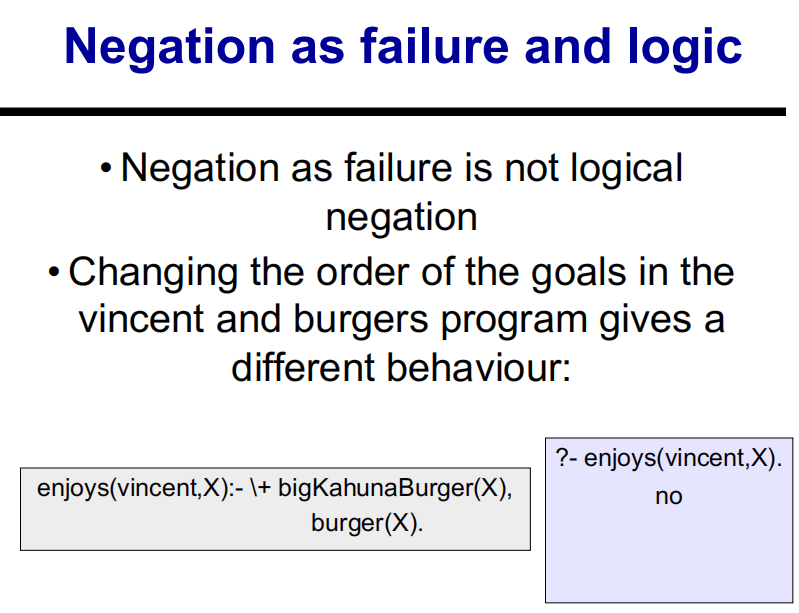 Negation as failure and logic
• Negation as failure is not logical
negation
• Changing the order of the goals in the
vincent and burgers program gives a
different behaviour:
enjoys(vincent,X):- \+ bigKahunaBurger(X),
burger(X).
?- enjoys(vincent,X).
no